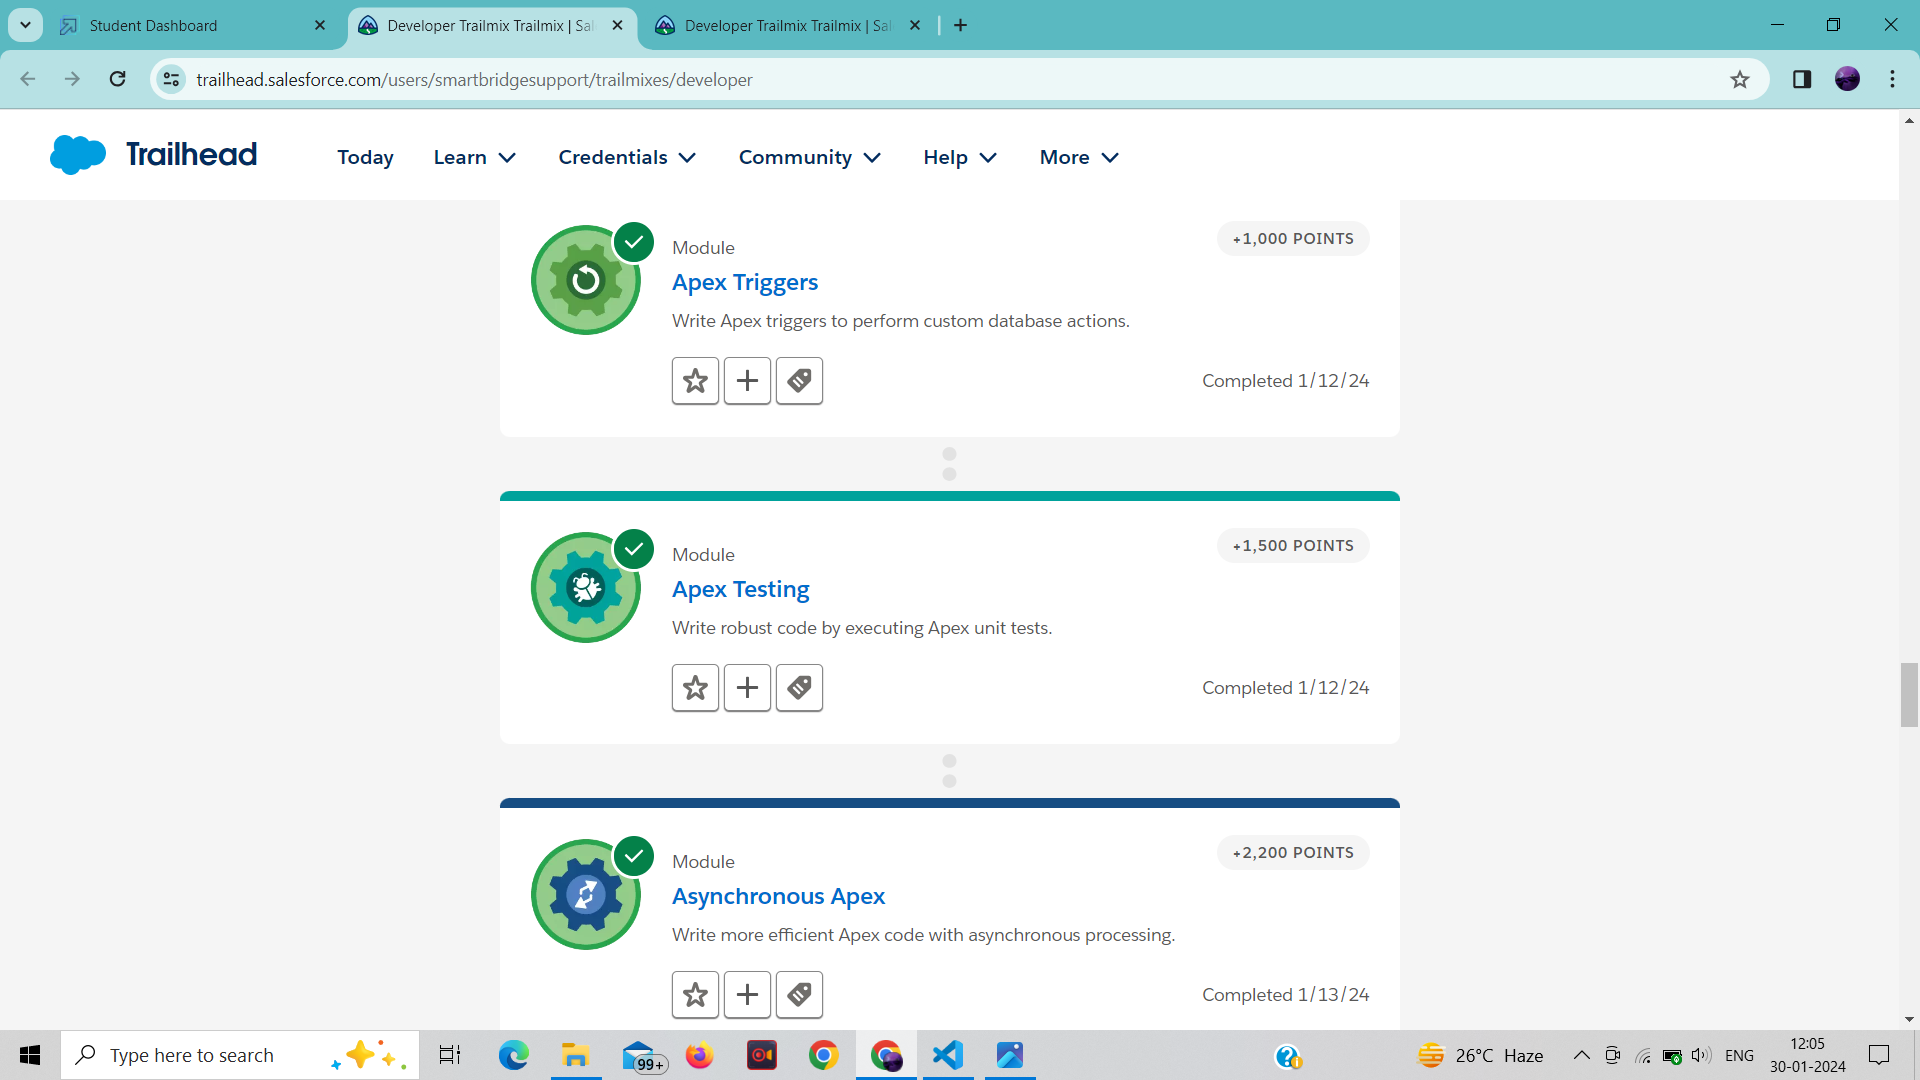 Student Dashboard
Developer Trailmix Trailmix | Sal
Developer Trailmix Trailmix | Sal
trailhead.salesforce.com/users/smartbridgesupport/trailmixes/developer
Trailhead
Today
Learn
Credentials
Community
Help
More
Module
+1,000 POINTS
Apex Triggers
Write Apex triggers to perform custom database actions.
Completed 1/12/24
Module
+1,500 POINTS
Apex Testing
Write robust code by executing Apex unit tests.
Completed 1/12/24
Module
+2,200 POINTS
Asynchronous Apex
Write more efficient Apex code with asynchronous processing.
Completed 1/13/24
Type here to search
99+
26°C Haze
ENG
12:05
30-01-2024